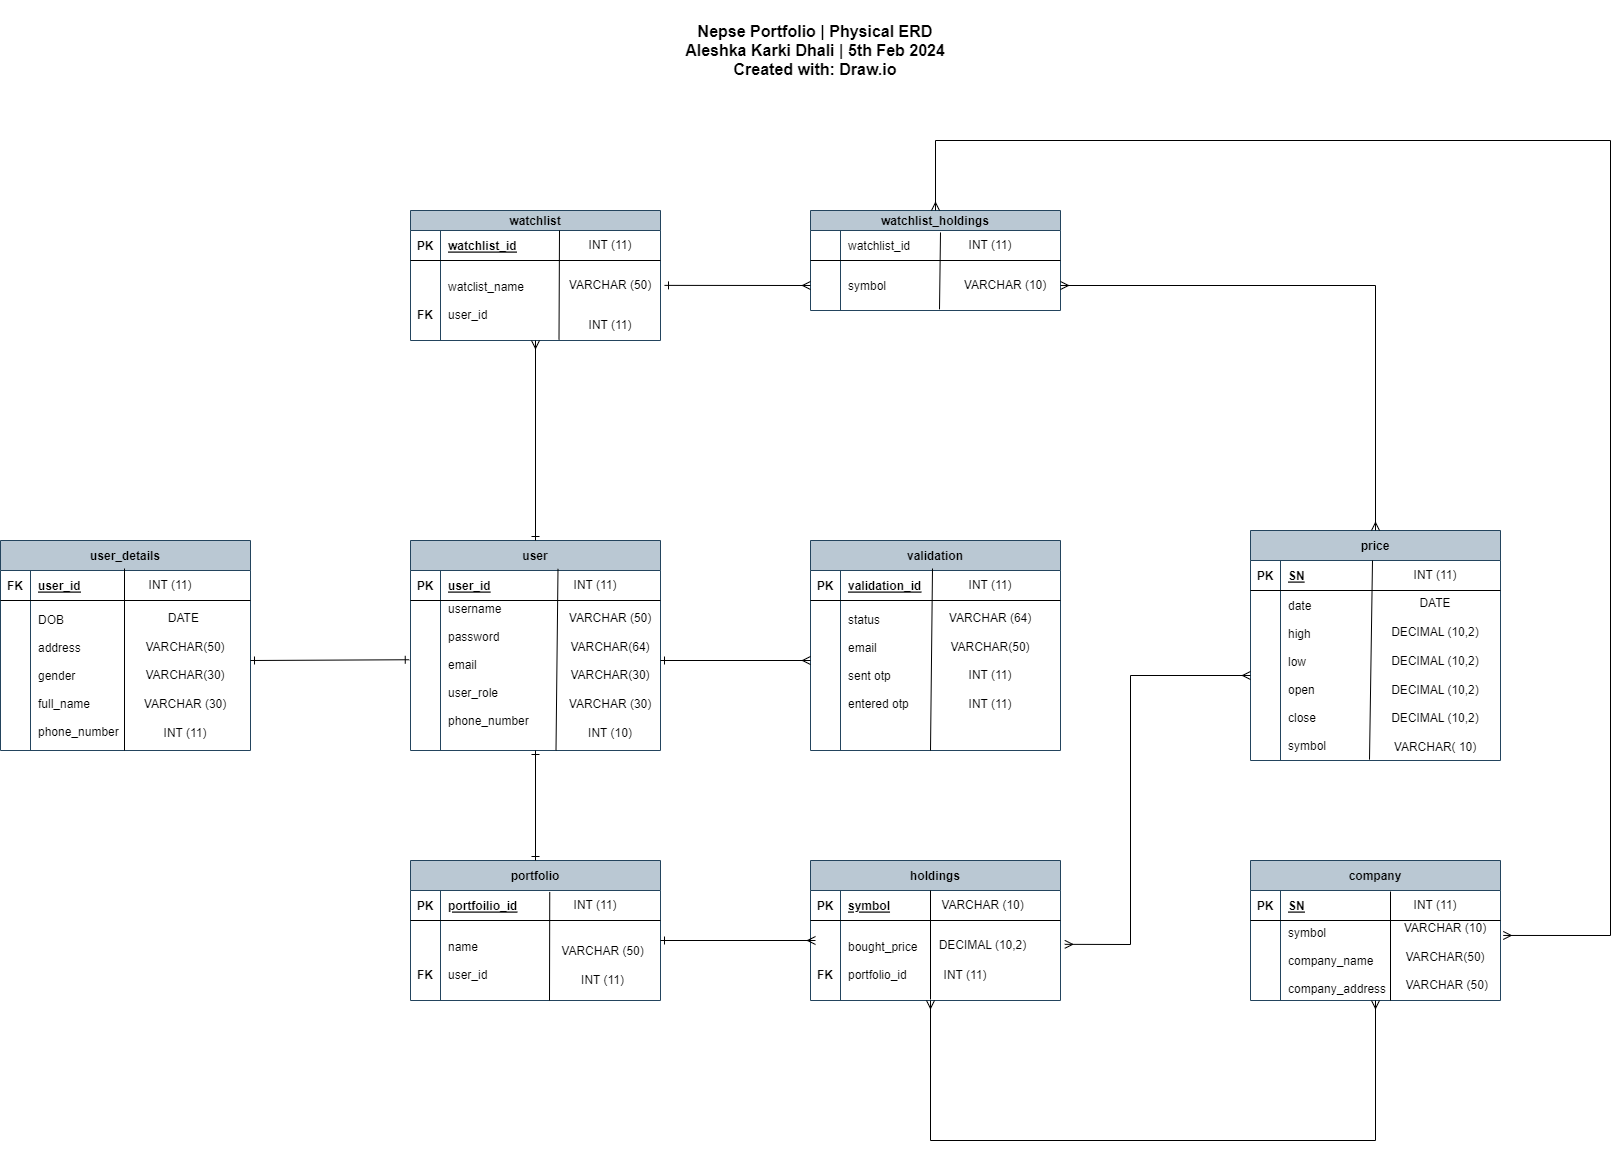 Nepse Portfolio | Physical ERD
Aleshka Karki Dhali | 5th Feb 2024
Created with: Draw.io
watchlist
PK watchlist_id INT (11)
watclist_name VARCHAR (50)
FK user_id INT (11)
watchlist_holdings
watchlist_id INT (11)
symbol VARCHAR (10)
user_details
FK user_id INT (11)
DOB DATE
address VARCHAR(50)
gender VARCHAR(30)
full_name VARCHAR (30)
phone_number INT (11)
user
PK user_id INT (11)
username VARCHAR (50)
password VARCHAR(64)
email VARCHAR(30)
user_role VARCHAR (30)
phone_number INT (10)
validation
PK validation_id INT (11)
status VARCHAR (64)
email VARCHAR(50)
sent otp INT (11)
entered otp INT (11)
price
PK SN INT (11)
date DATE
high DECIMAL (10,2)
low DECIMAL (10,2)
open DECIMAL (10,2)
close DECIMAL (10,2)
symbol VARCHAR( 10)
portfolio
PK portfoilio_id INT (11)
name VARCHAR (50)
FK user_id INT (11)
holdings
PK symbol VARCHAR (10)
bought_price DECIMAL (10,2)
FK portfolio_id INT (11)
company
PK SN INT (11)
symbol VARCHAR (10)
company_name VARCHAR(50)
company_address VARCHAR (50)